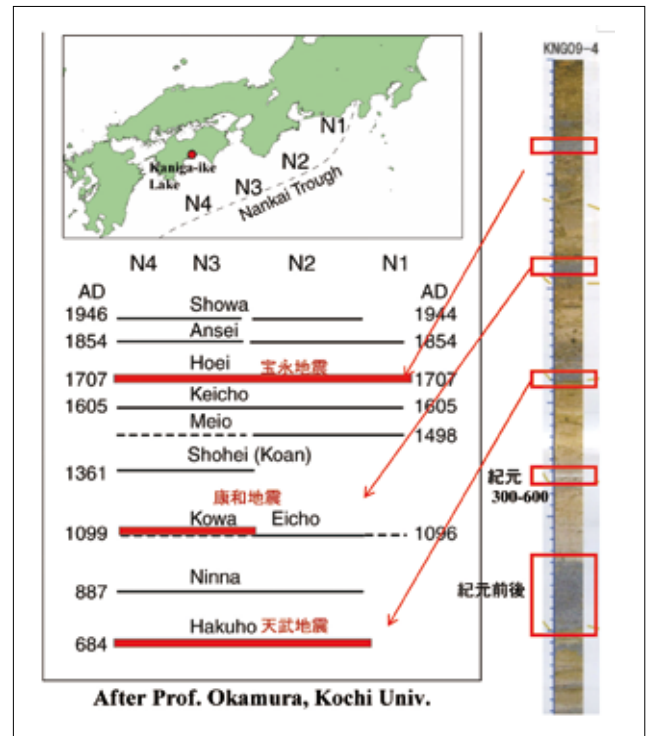 KNG09-4
N1
N2
N3
N4
Kaniga-ike
Lake
Nankai Trough
N4 N3 N2 N1
AD AD
1946 Showa 1944
1854 Ansei 1854
Hoei 宝永地震
1707 1707
1605 Keicho 1605
Meio 1498
1361 Shohei (Koan)
康和地震
1099 Kowa Eicho 1096
887 Ninna
684 Hakuho 天武地震
紀元
300-600
紀元前後
After Prof. Okamura, Kochi Univ.